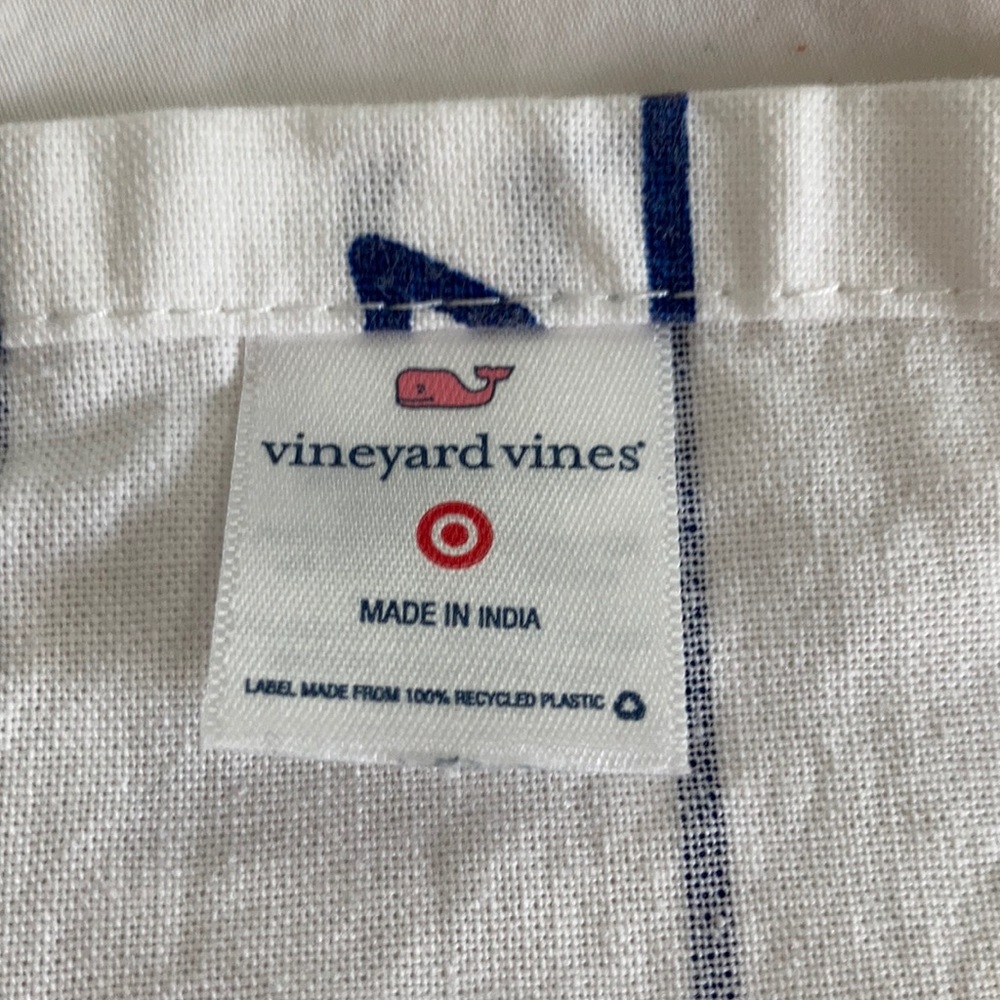 vineyard vines®
MADE IN INDIA
LABEL MADE FROM 100% RECYCLED PLASTIC